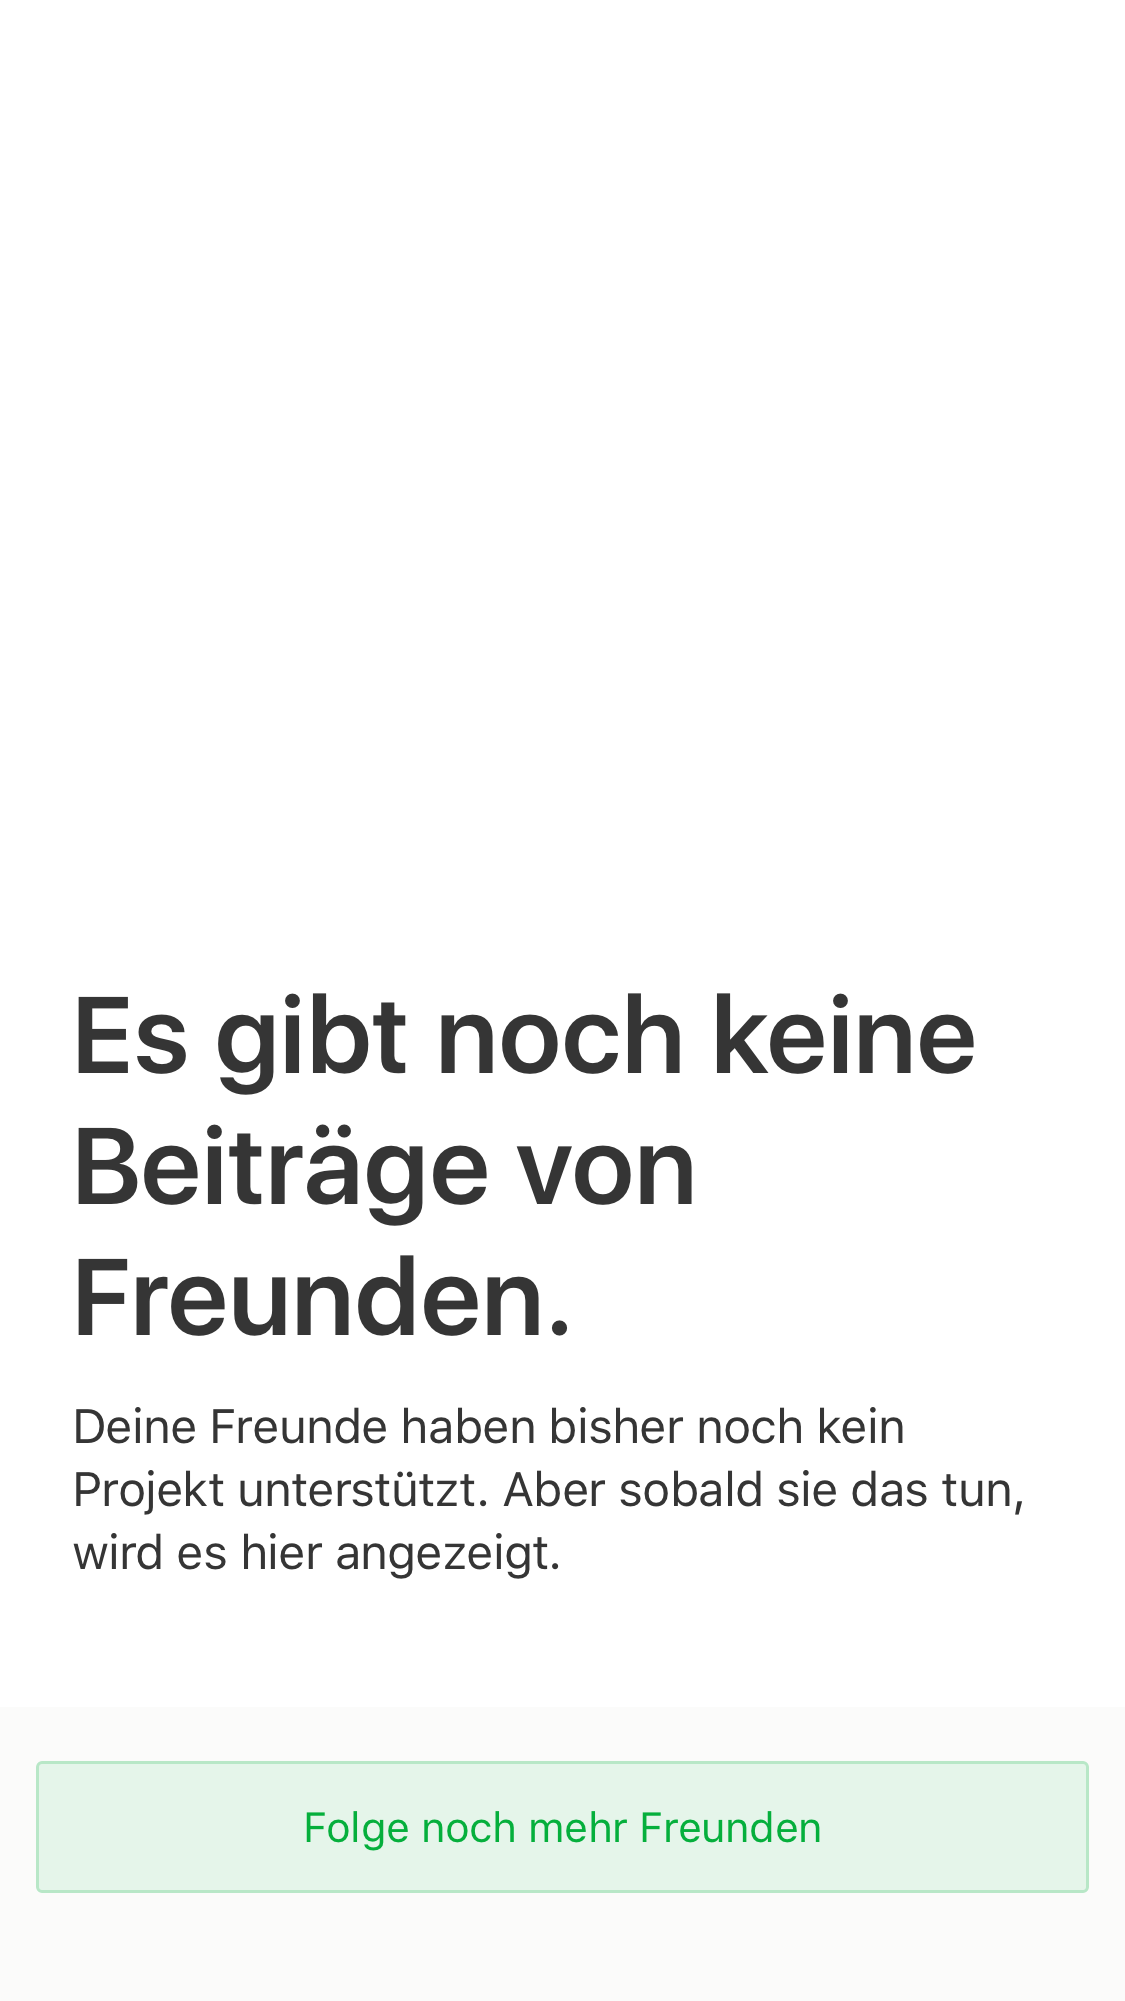 Es gibt noch keine
Beiträge von
Freunden.
Deine Freunde haben bisher noch kein
Projekt unterstützt. Aber sobald sie das tun,
wird es hier angezeigt.
Folge noch mehr Freunden